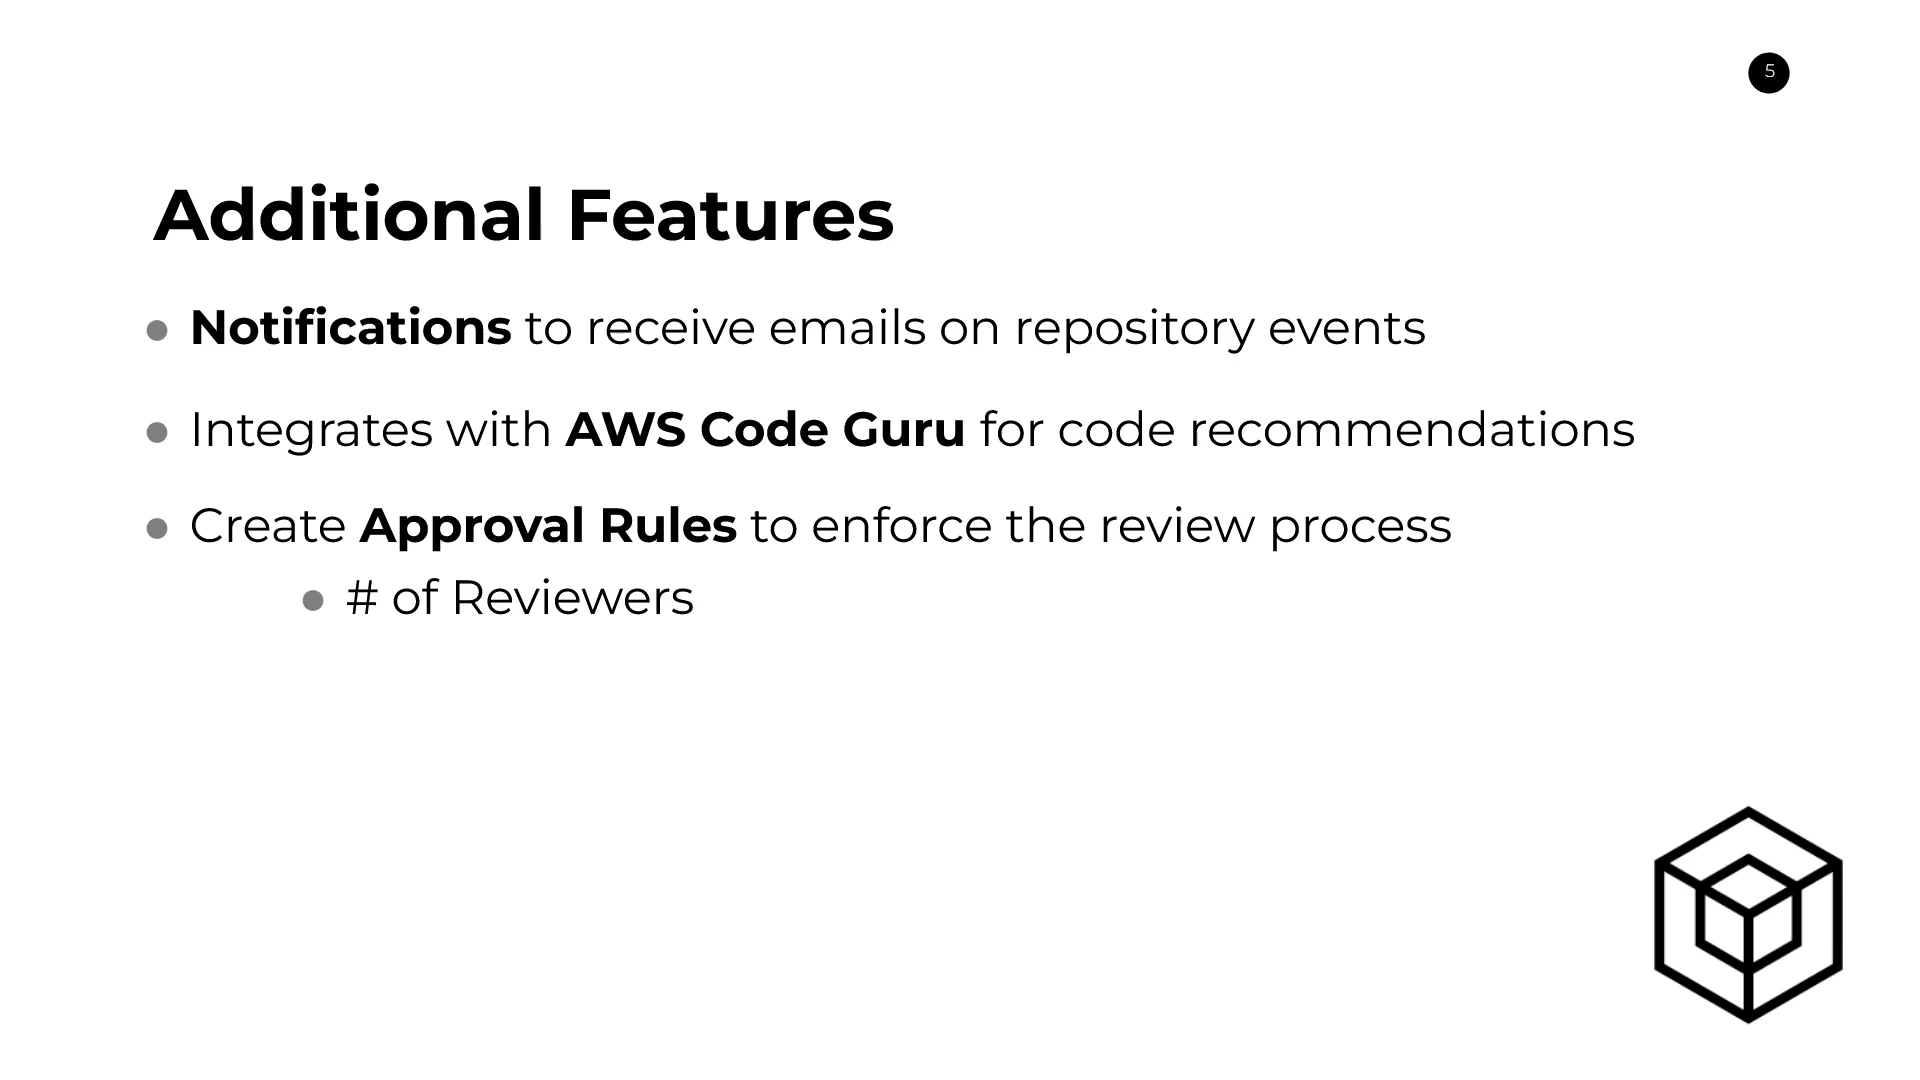 5
Additional Features
● Notifications to receive emails on repository events
● Integrates with AWS Code Guru for code recommendations
● Create Approval Rules to enforce the review process
● # of Reviewers